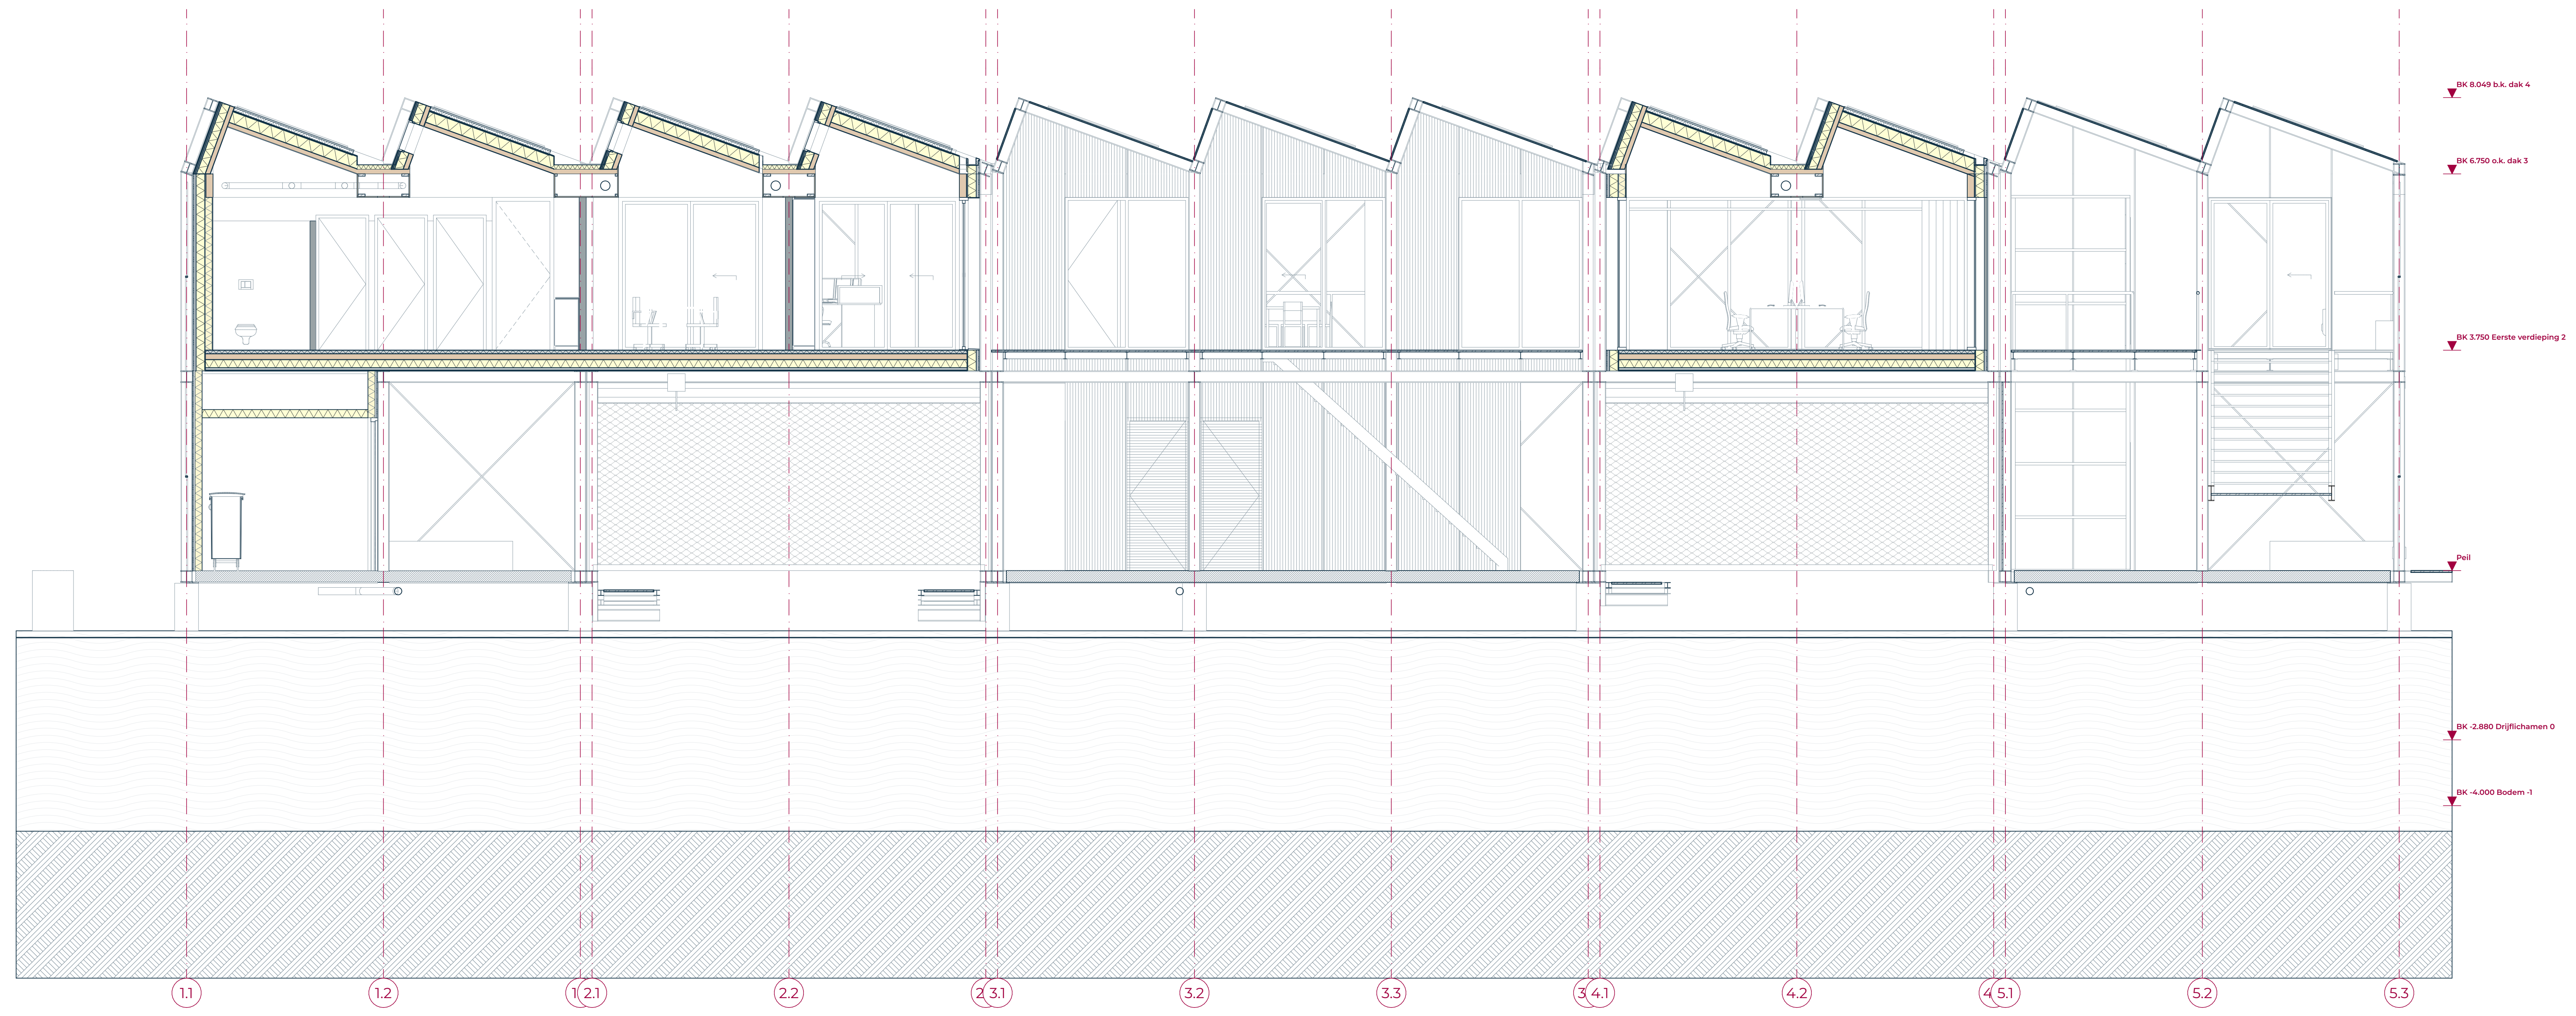 BK 8.049 b.k. dak 4
BK 6.750 o.k. dak 3
BK 3.750 Eerste verdieping 2
Peil
BK -2.880 Drijflichamen 0
BK -4.000 Bodem -1
1.1
1.2
2.1
2.2
3.1
3.2
3.3
4.1
4.2
5.1
5.2
5.3